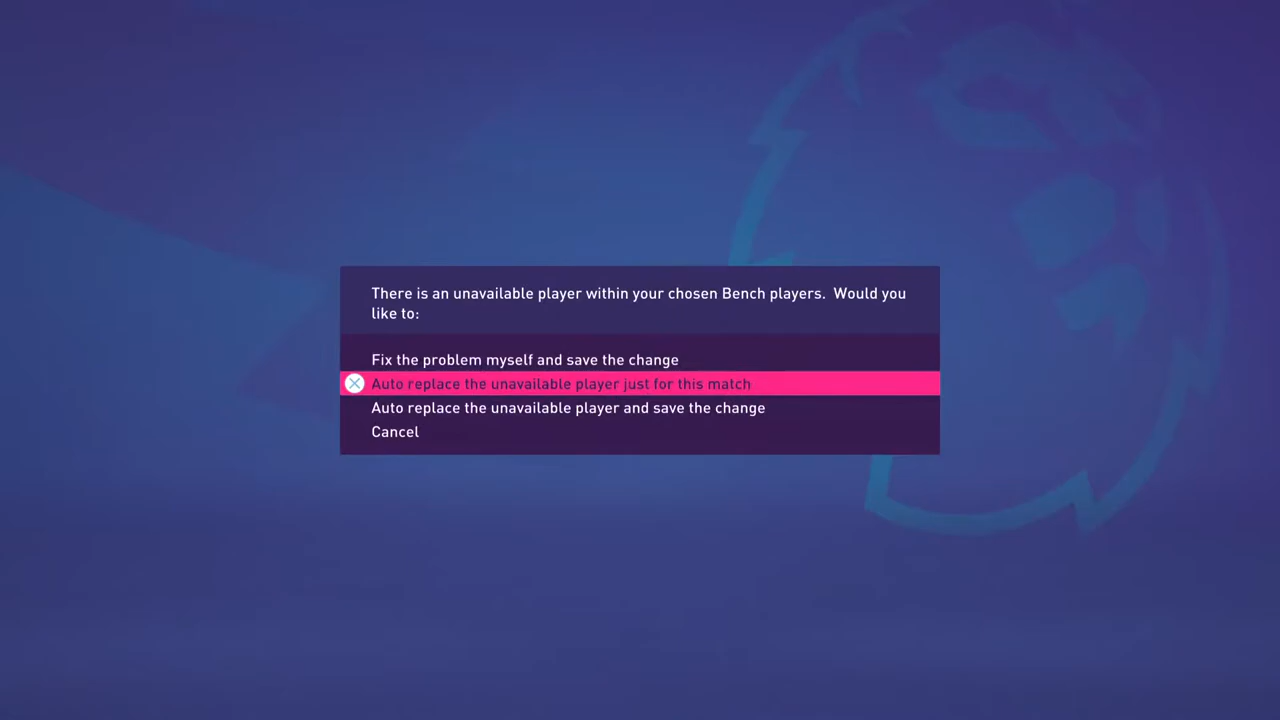 There is an unavailable player within your chosen Bench players.  Would you
like to:
Fix the problem myself and save the change
Auto replace the unavailable player just for this match
Auto replace the unavailable player and save the change
Cancel